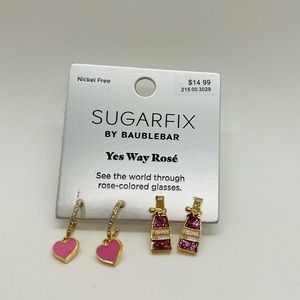 Nickel Free
$14 99
215 00 3029
SUGARFIX
BY BAUBLEBAR
Yes Way Rosé
See the world through
rose-colored glasses.